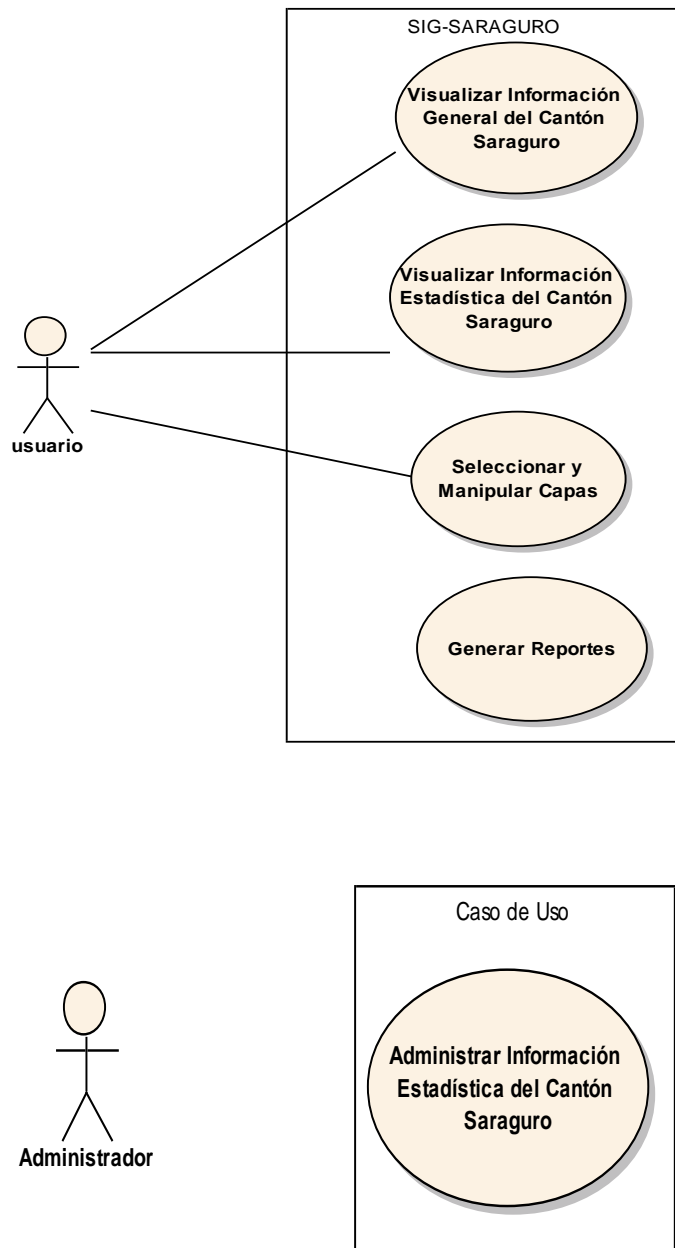 SIG-SARAGURO
Visualizar Información
General del Cantón
Saraguro
Visualizar Información
Estadística del Cantón
Saraguro
usuario
Seleccionar y
Manipular Capas
Generar Reportes
Caso de Uso
Administrar Información
Estadística del Cantón
Saraguro
Administrador